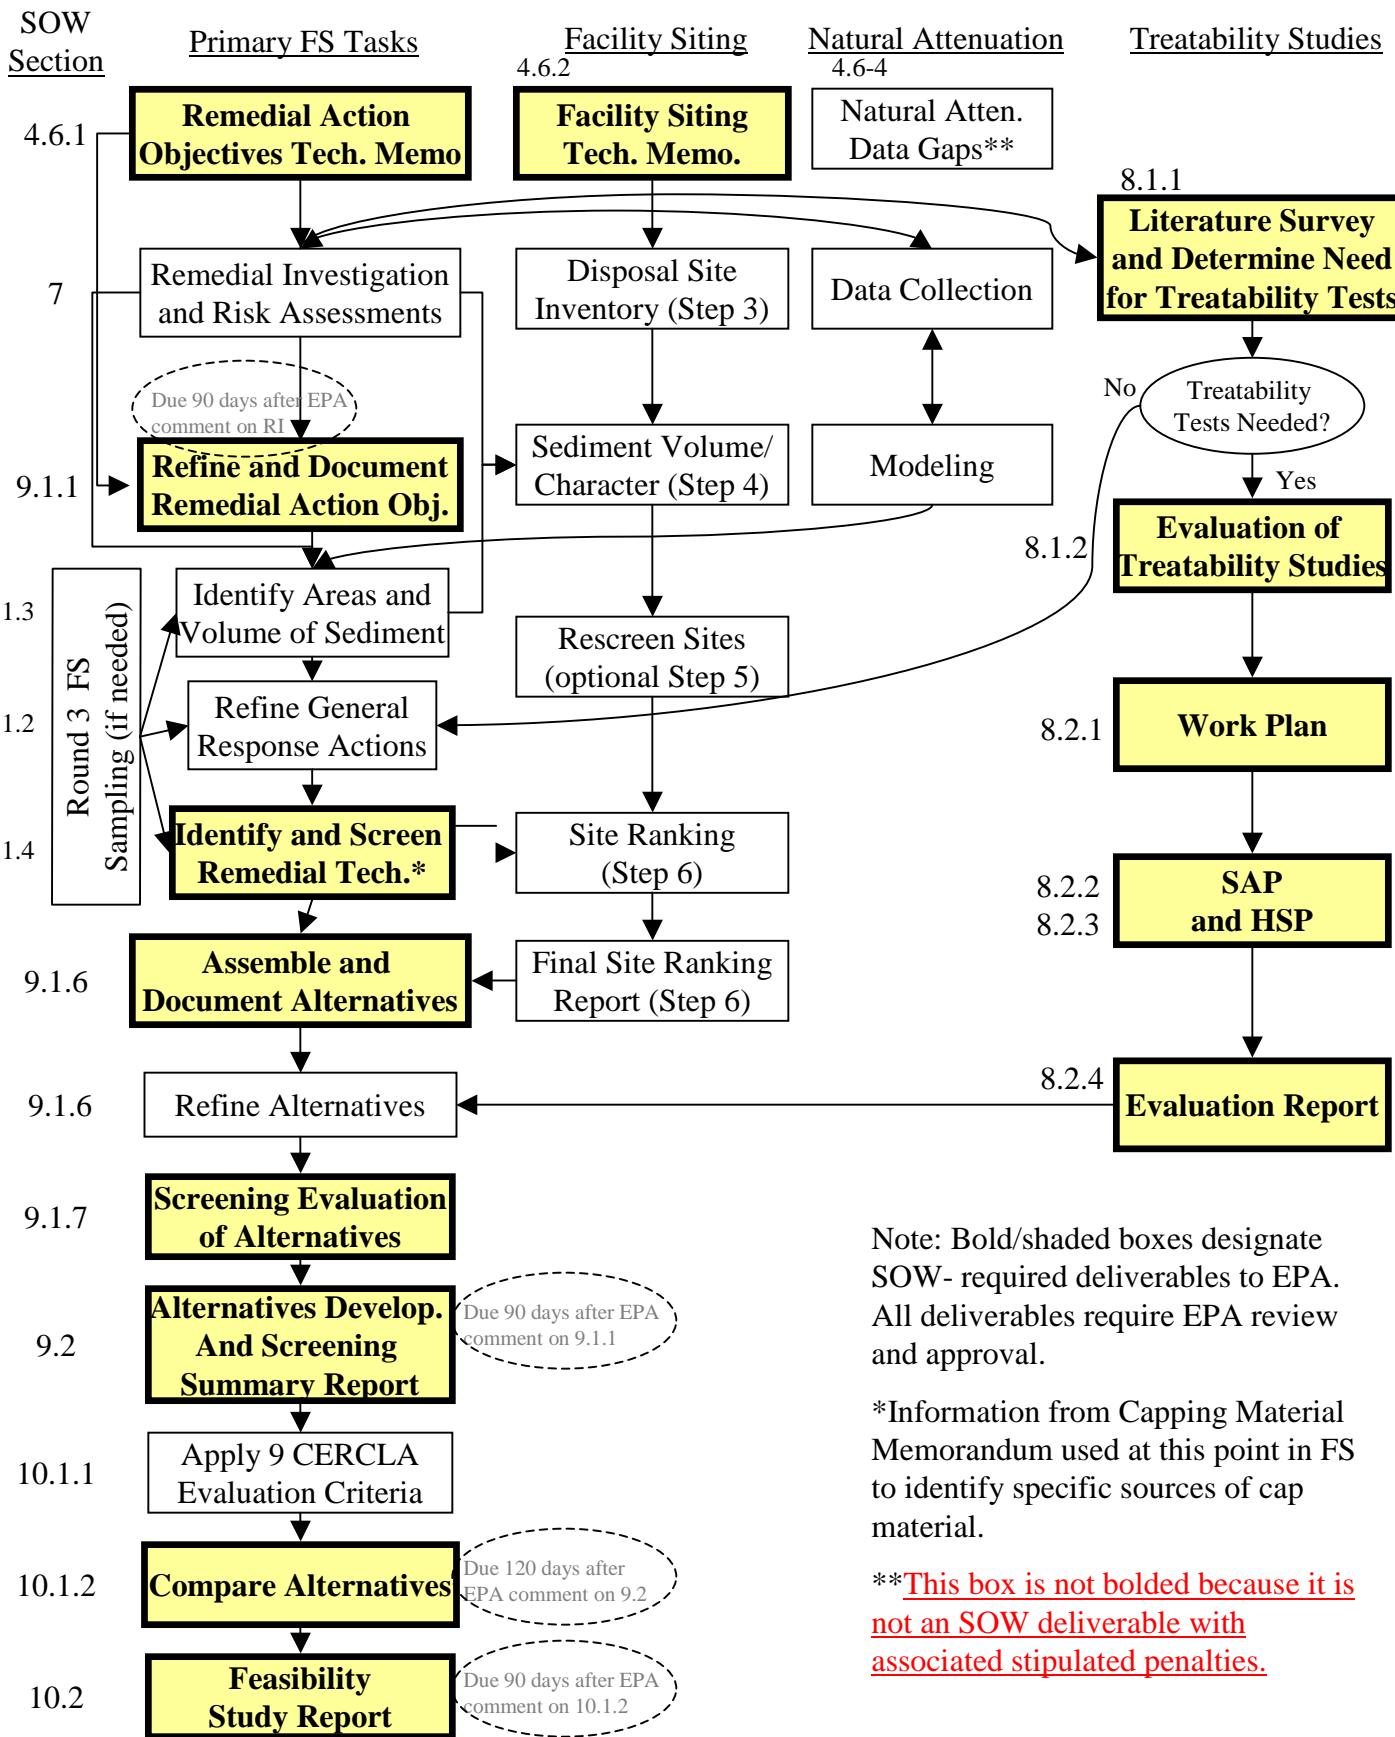 SOW
Section
Primary FS Tasks
Facility Siting
Natural Attenuation
Treatability Studies
4.6.2
4.6-4
4.6.1
Remedial Action
Objectives Tech. Memo
Facility Siting
Tech. Memo.
Natural Atten.
Data Gaps**
8.1.1
Literature Survey
and Determine Need
for Treatability Tests
7
Remedial Investigation
and Risk Assessments
Disposal Site
Inventory (Step 3)
Data Collection
No
Treatability
Tests Needed?
Yes
Due 90 days after EPA
comment on RI
9.1.1
Refine and Document
Remedial Action Obj.
Sediment Volume/
Character (Step 4)
Modeling
8.1.2
Evaluation of
Treatability Studies
1.3
Identify Areas and
Volume of Sediment
Round 3 FS
Sampling (if needed)
Rescreen Sites
(optional Step 5)
1.2
Refine General
Response Actions
8.2.1
Work Plan
1.4
Identify and Screen
Remedial Tech.*
Site Ranking
(Step 6)
8.2.2
8.2.3
SAP
and HSP
9.1.6
Assemble and
Document Alternatives
Final Site Ranking
Report (Step 6)
9.1.6
Refine Alternatives
8.2.4
Evaluation Report
9.1.7
Screening Evaluation
of Alternatives
9.2
Alternatives Develop.
And Screening
Summary Report
Due 90 days after EPA
comment on 9.1.1
10.1.1
Apply 9 CERCLA
Evaluation Criteria
10.1.2
Compare Alternatives
Due 120 days after
EPA comment on 9.2
10.2
Feasibility
Study Report
Due 90 days after EPA
comment on 10.1.2
Note: Bold/shaded boxes designate
SOW- required deliverables to EPA.
All deliverables require EPA review
and approval.
*Information from Capping Material
Memorandum used at this point in FS
to identify specific sources of cap
material.
**This box is not bolded because it is
not an SOW deliverable with
associated stipulated penalties.